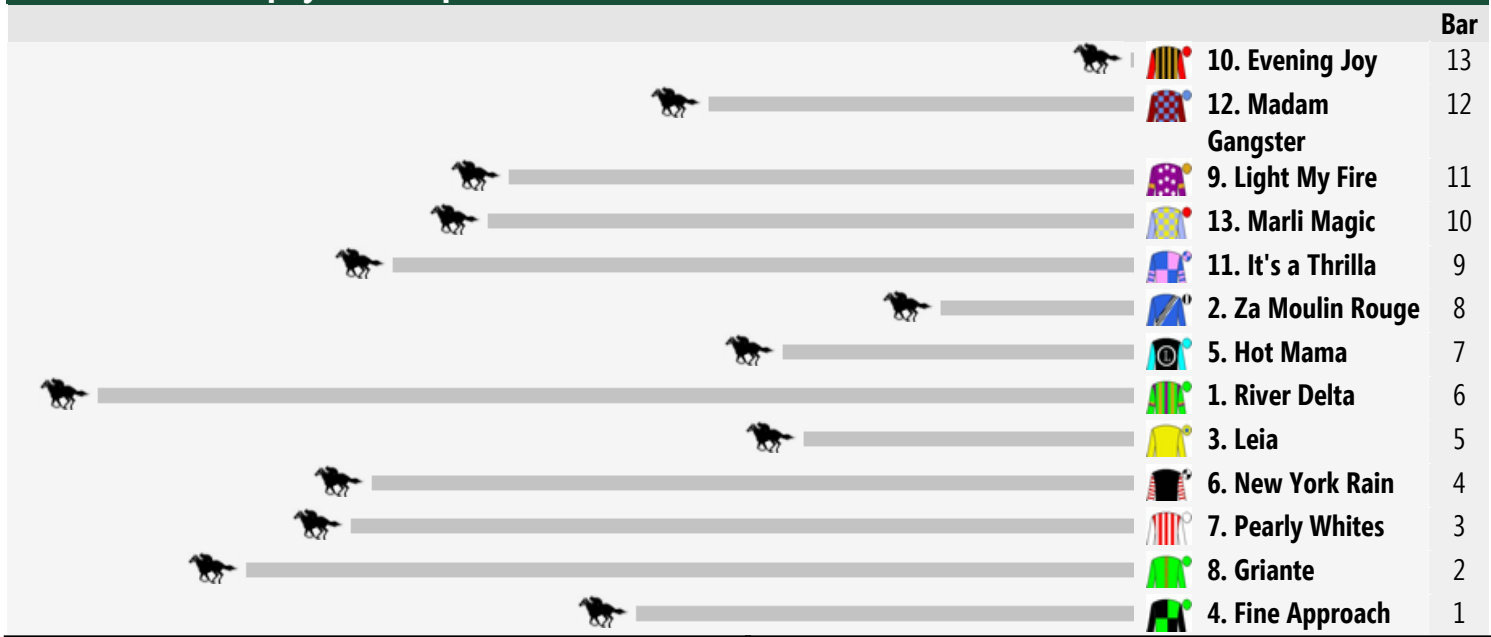 Bar
10. Evening Joy 13
12. Madam 12
Gangster
9. Light My Fire 11
13. Marli Magic 10
11. It's a Thrilla 9
2. Za Moulin Rouge 8
5. Hot Mama 7
1. River Delta 6
3. Leia 5
6. New York Rain 4
7. Pearly Whites 3
8. Griante 2
4. Fine Approach 1